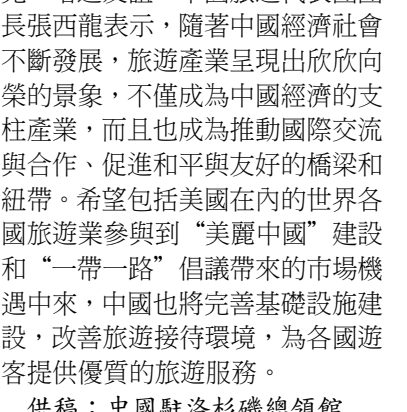 長張西龍表示，隨著中國經濟社會
不斷發展，旅遊產業呈現出欣欣向
榮的景象，不僅成為中國經濟的支
柱產業，而且也成為推動國際交流
與合作、促進和平與友好的橋梁和
紐帶。希望包括美國在內的世界各
國旅遊業參與到“美麗中國”建設
和“一帶一路”倡議帶來的市場機
遇中來，中國也將完善基礎設施建
設，改善旅遊接待環境，為各國遊
客提供優質的旅遊服務。
供稿：中國駐洛杉磯總領館